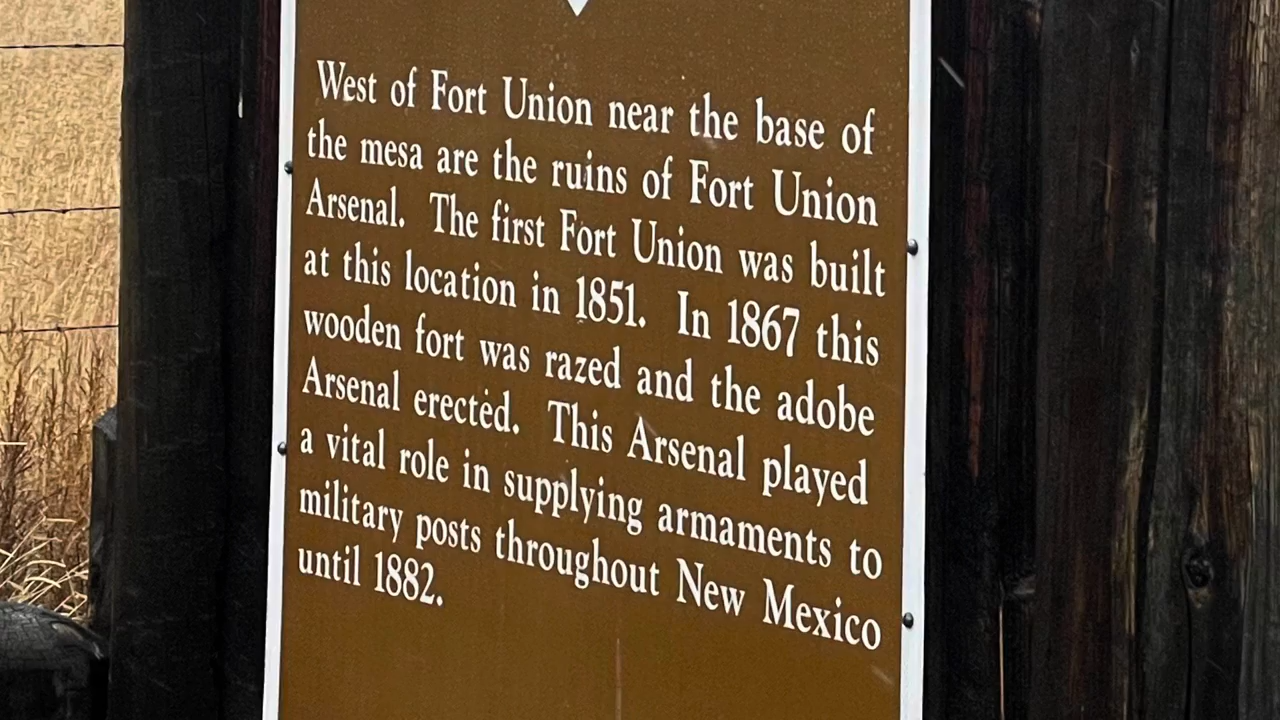 West of Fort Union near the base of
the mesa are the ruins of Fort Union
Arsenal. The first Fort Union was built
at this location in 1851. In 1867 this
wooden fort was razed and the adobe
Arsenal erected. This Arsenal played
a vital role in supplying armaments to
military posts throughout New Mexico
until 1882.